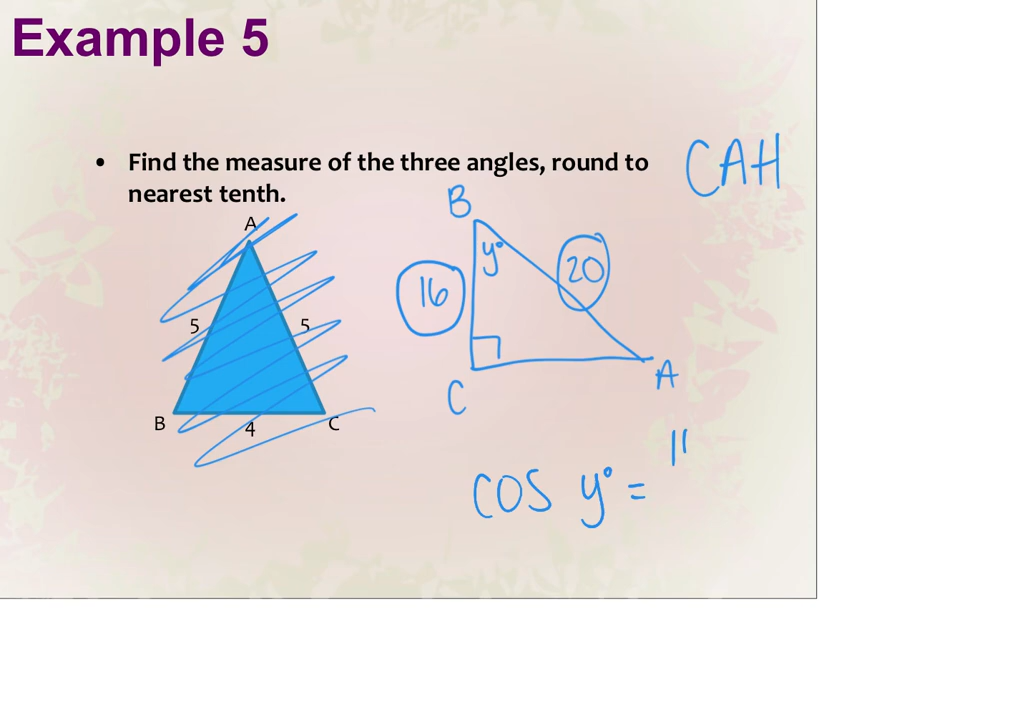 Example 5
• Find the measure of the three angles, round to
nearest tenth.
CAH
A
5
5
B
4
C
B
y°
16
20
C
A
cos y° =